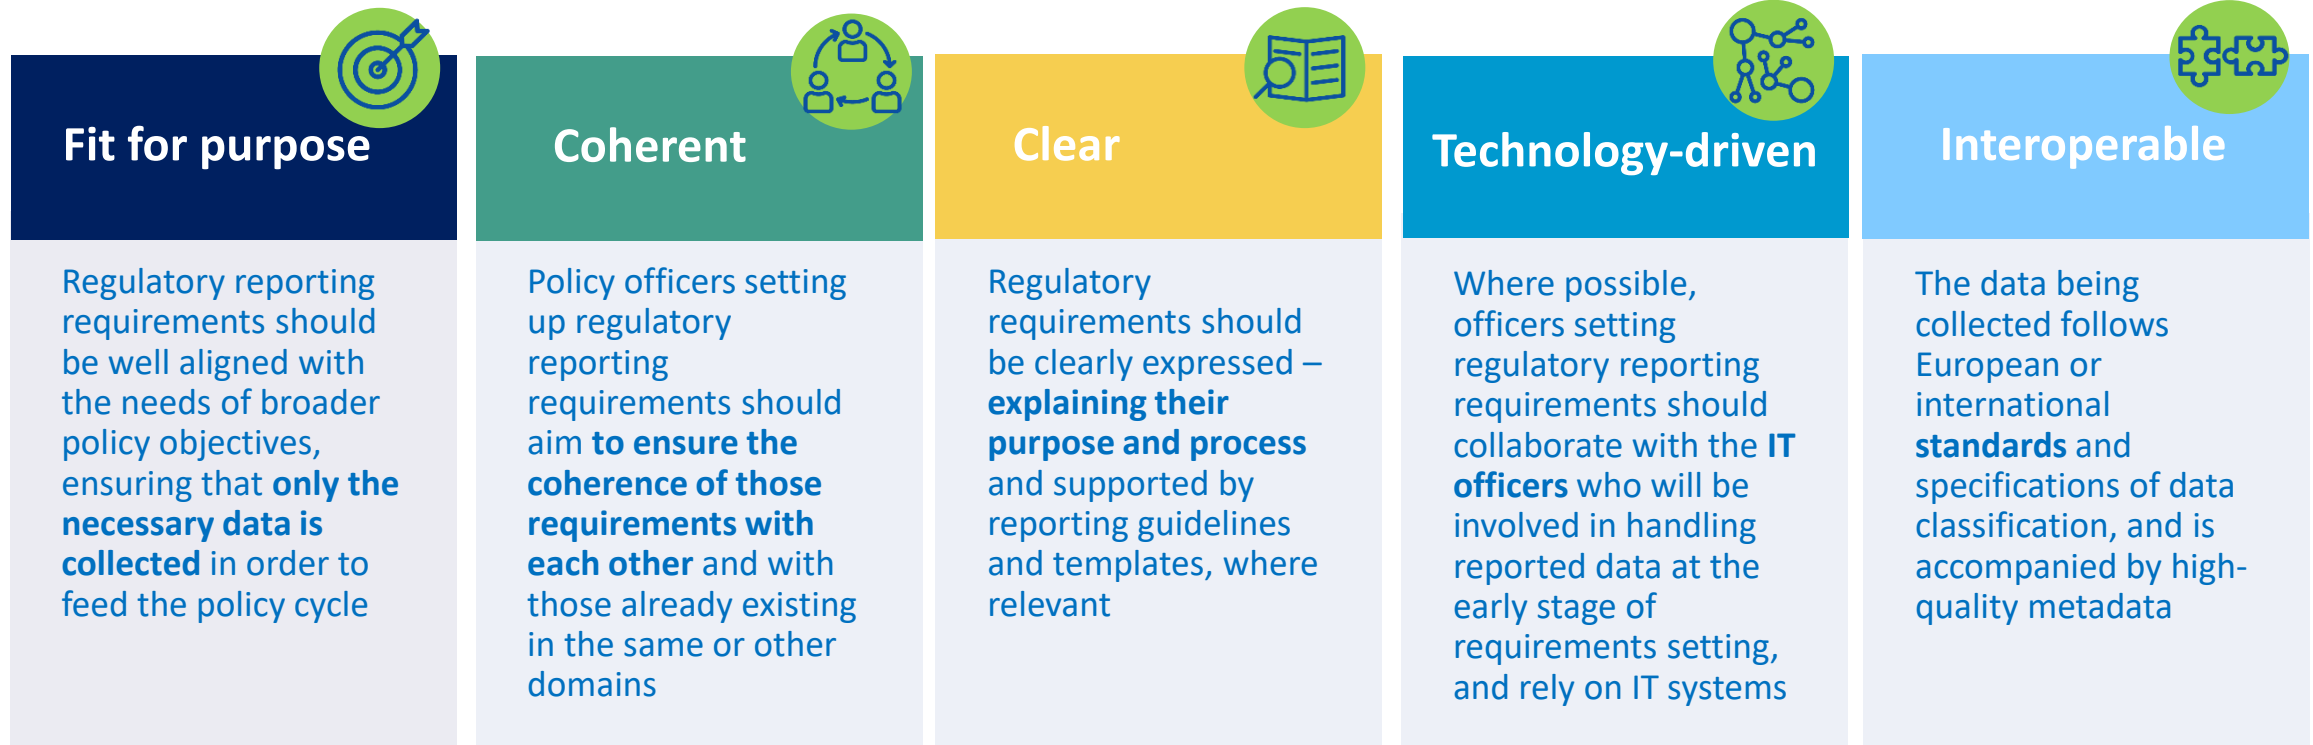 Fit for purpose
Regulatory reporting
requirements should
be well aligned with
the needs of broader
policy objectives,
ensuring that only the
necessary data is
collected in order to
feed the policy cycle
Coherent
Policy officers setting
up regulatory
reporting
requirements should
aim to ensure the
coherence of those
requirements with
each other and with
those already existing
in the same or other
domains
Clear
Regulatory
requirements should
be clearly expressed –
explaining their
purpose and process
and supported by
reporting guidelines
and templates, where
relevant
Technology-driven
Where possible,
officers setting
regulatory reporting
requirements should
collaborate with the IT
officers who will be
involved in handling
reported data at the
early stage of
requirements setting,
and rely on IT systems
Interoperable
The data being
collected follows
European or
international
standards and
specifications of data
classification, and is
accompanied by high-
quality metadata